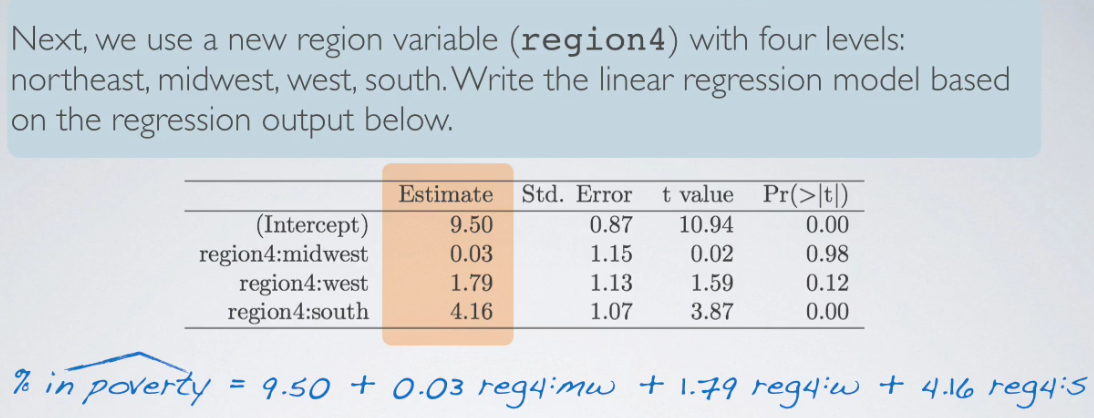 Next, we use a new region variable (region4) with four levels:
northeast, midwest, west, south. Write the linear regression model based
on the regression output below.
Estimate Std. Error t value Pr(>|t|)
(Intercept) 9.50 0.87 10.94 0.00
region4:midwest 0.03 1.15 0.02 0.98
region4:west 1.79 1.13 1.59 0.12
region4:south 4.16 1.07 3.87 0.00
% in poverty = 9.50 + 0.03 reg4:mw + 1.79 reg4:w + 4.16 reg4:s